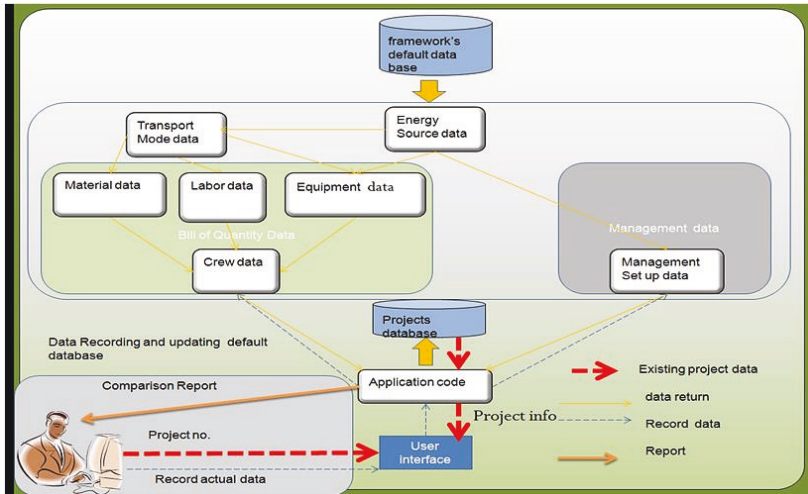 framework's
default data
base
Energy
Source data
Transport
Mode data
Material data
Labor data
Equipment data
Bill of Quantity Data
Management data
Crew data
Management
Set up data
Projects
database
Data Recording and updating default
database
Application code
Existing project data
data return
Record data
Report
Comparison Report
Project info
Project no.
User
interface
Record actual data